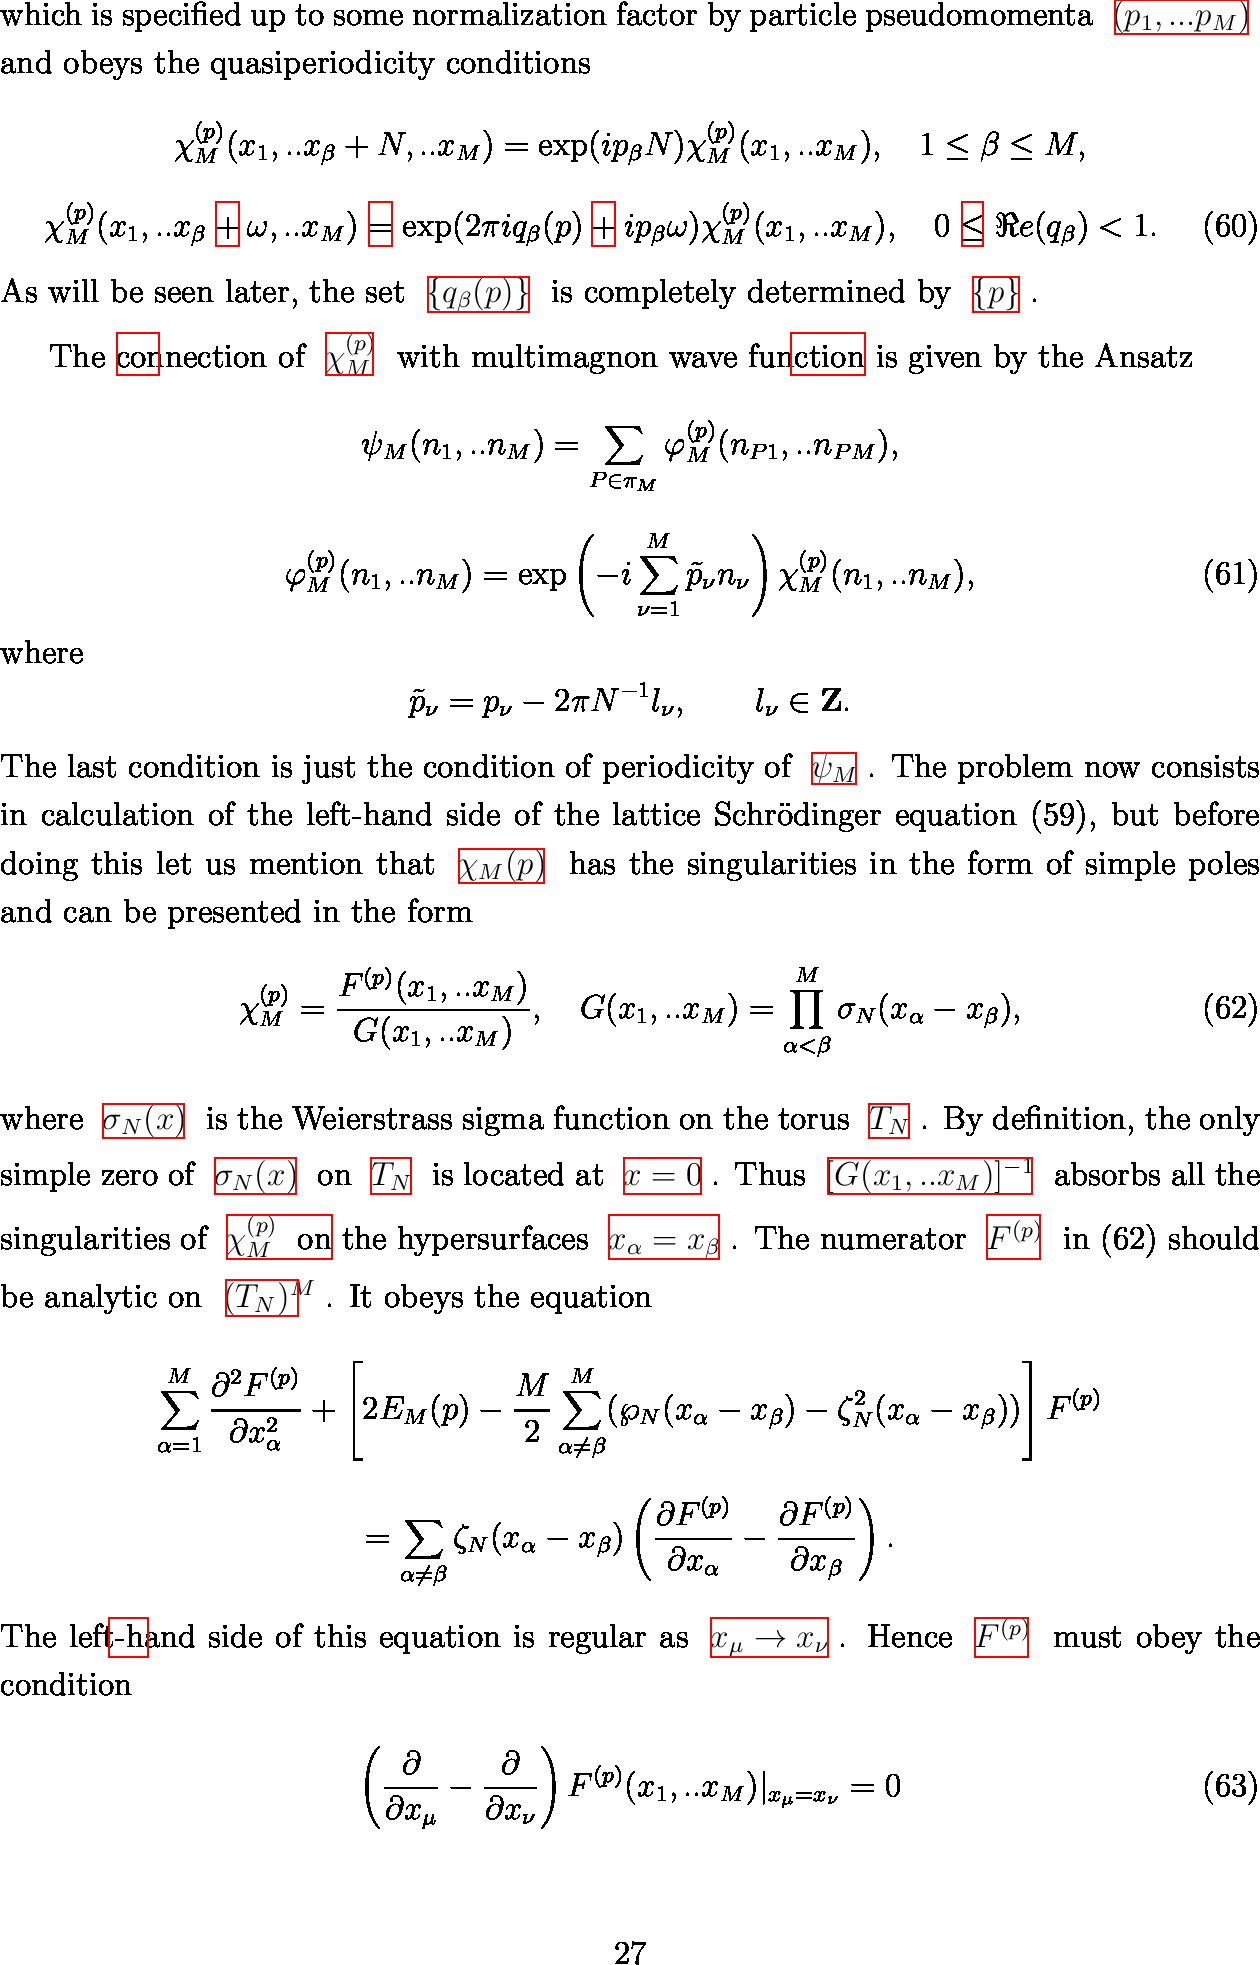 which is specified up to some normalization factor by particle pseudomomenta $(p_1, ...p_M)$
and obeys the quasiperiodicity conditions
$$\chi_M^{(p)}(x_1, ..x_\beta + N, ..x_M) = \exp(ip_\beta N)\chi_M^{(p)}(x_1, ..x_M), \quad 1 \leq \beta \leq M,$$
$$\chi_M^{(p)}(x_1, ..x_\beta + \omega, ..x_M) = \exp(2\pi i q_\beta(p) + ip_\beta\omega)\chi_M^{(p)}(x_1, ..x_M), \quad 0 \leq \Re e(q_\beta) < 1. \quad (60)$$
As will be seen later, the set $\{q_\beta(p)\}$ is completely determined by $\{p\}$ .
The connection of $\chi_M^{(p)}$ with multimagnon wave function is given by the Ansatz
$$\psi_M(n_1, ..n_M) = \sum_{P \in \pi_M} \varphi_M^{(p)}(n_{P1}, ..n_{PM}),$$
$$\varphi_M^{(p)}(n_1, ..n_M) = \exp\left(-i\sum_{\nu=1}^{M} \tilde{p}_\nu n_\nu\right)\chi_M^{(p)}(n_1, ..n_M), \quad (61)$$
where
$$\tilde{p}_\nu = p_\nu - 2\pi N^{-1}l_\nu, \quad l_\nu \in \mathbf{Z}.$$
The last condition is just the condition of periodicity of $\psi_M$ . The problem now consists
in calculation of the left-hand side of the lattice Schrödinger equation (59), but before
doing this let us mention that $\chi_M(p)$ has the singularities in the form of simple poles
and can be presented in the form
$$\chi_M^{(p)} = \frac{F^{(p)}(x_1, ..x_M)}{G(x_1, ..x_M)}, \quad G(x_1, ..x_M) = \prod_{\alpha<\beta}^{M} \sigma_N(x_\alpha - x_\beta), \quad (62)$$
where $\sigma_N(x)$ is the Weierstrass sigma function on the torus $T_N$ . By definition, the only
simple zero of $\sigma_N(x)$ on $T_N$ is located at $x = 0$ . Thus $[G(x_1, ..x_M)]^{-1}$ absorbs all the
singularities of $\chi_M^{(p)}$ on the hypersurfaces $x_\alpha = x_\beta$ . The numerator $F^{(p)}$ in (62) should
be analytic on $(T_N)^M$ . It obeys the equation
$$\sum_{\alpha=1}^{M} \frac{\partial^2 F^{(p)}}{\partial x_\alpha^2} + \left[2E_M(p) - \frac{M}{2}\sum_{\alpha\neq\beta}^{M}(\wp_N(x_\alpha - x_\beta) - \zeta_N^2(x_\alpha - x_\beta))\right]F^{(p)}$$
$$= \sum_{\alpha\neq\beta} \zeta_N(x_\alpha - x_\beta)\left(\frac{\partial F^{(p)}}{\partial x_\alpha} - \frac{\partial F^{(p)}}{\partial x_\beta}\right).$$
The left-hand side of this equation is regular as $x_\mu \to x_\nu$ . Hence $F^{(p)}$ must obey the
condition
$$\left(\frac{\partial}{\partial x_\mu} - \frac{\partial}{\partial x_\nu}\right)F^{(p)}(x_1, ..x_M)|_{x_\mu=x_\nu} = 0 \quad (63)$$
27